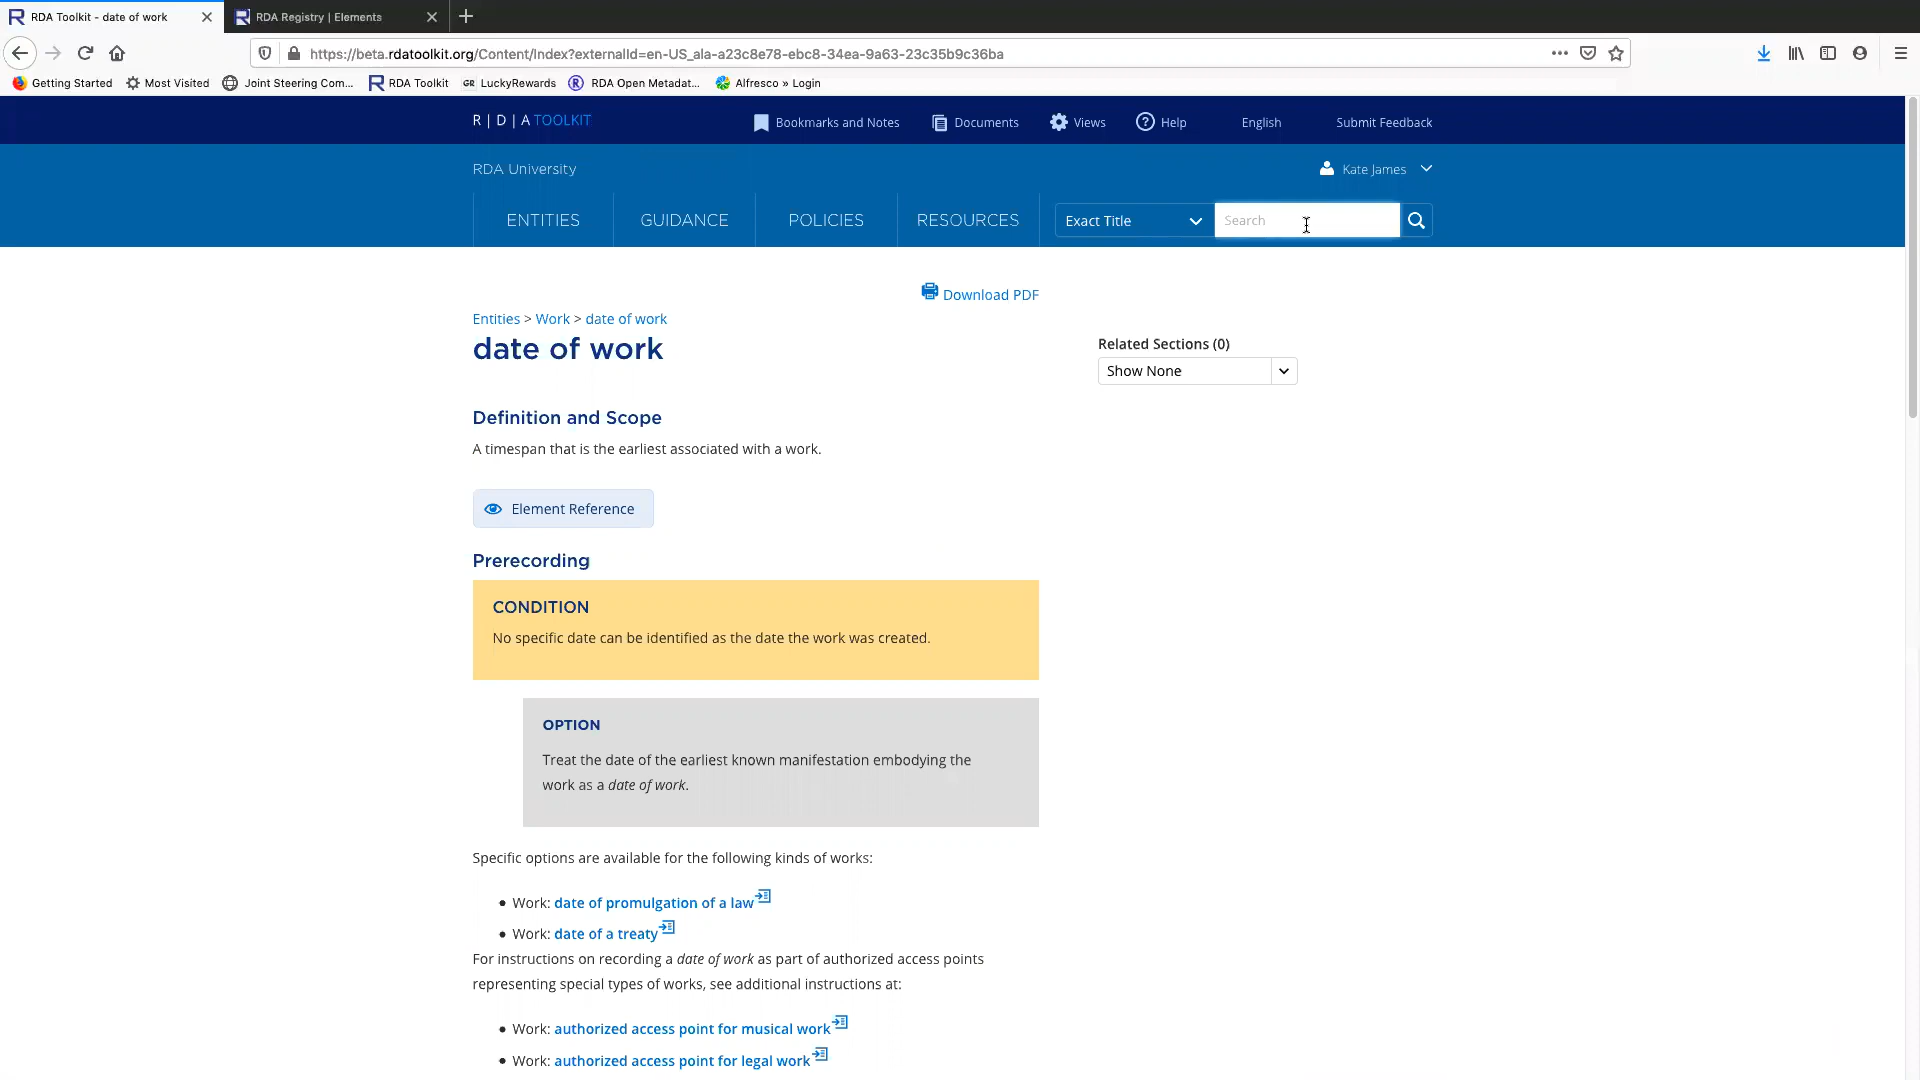 RDA Toolkit - date of work
RDA Registry | Elements
https://beta.rdatoolkit.org/Content/Index?externalId=en-US_ala-a23c8e78-ebc8-34ea-9a63-23c35b9c36ba
Getting Started
Most Visited
Joint Steering Com...
RDA Toolkit
GR LuckyRewards
RDA Open Metadat...
Alfresco » Login
R | D | A TOOLKIT
Bookmarks and Notes
Documents
Views
Help
English
Submit Feedback
RDA University
Kate James
ENTITIES
GUIDANCE
POLICIES
RESOURCES
Exact Title
Search
Download PDF
Entities > Work > date of work
date of work
Related Sections (0)
Show None
Definition and Scope
A timespan that is the earliest associated with a work.
Element Reference
Prerecording
CONDITION
No specific date can be identified as the date the work was created.
OPTION
Treat the date of the earliest known manifestation embodying the
work as a date of work.
Specific options are available for the following kinds of works:
• Work: date of promulgation of a law
• Work: date of a treaty
For instructions on recording a date of work as part of authorized access points
representing special types of works, see additional instructions at:
• Work: authorized access point for musical work
• Work: authorized access point for legal work